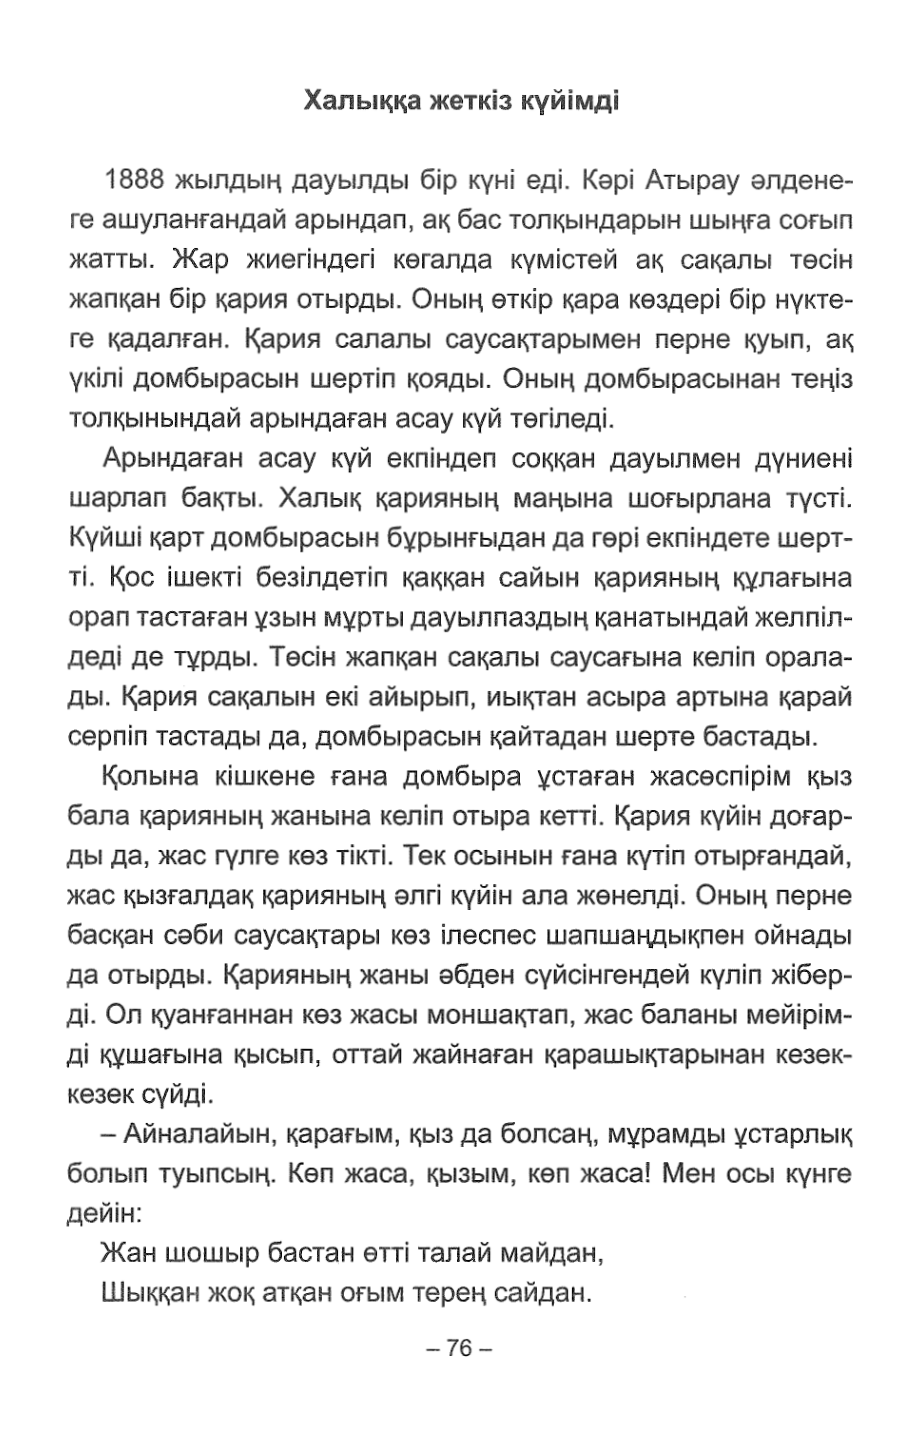 Халыққа жеткіз күйімді
1888 жылдың дауылды бір күні еді. Кәрі Атырау әлдене-
ге ашуланғандай арындап, ақ бас толқындарын шыңға соғып
жатты. Жар жиегіндегі көгалда күмістей ақ сақалы төсін
жапқан бір қария отырды. Оның өткір қара көздері бір нүкте-
ге қадалған. Қария салалы саусақтарымен перне қуып, ақ
үкілі домбырасын шертіп қояды. Оның домбырасынан теңіз
толқынындай арындаған асау күй төгіледі.
Арындаған асау күй екпіндеп соққан дауылмен дүниені
шарлап бақты. Халық қарияның маңына шоғырлана түсті.
Күйші қарт домбырасын бұрынғыдан да гөрі екпіндете шерт-
ті. Қос ішекті безілдетіп қаққан сайын қарияның құлағына
орап тастаған ұзын мұрты дауылпаздың қанатындай желпіл-
деді де тұрды. Төсін жапқан сақалы саусағына келіп орала-
ды. Қария сақалын екі айырып, иықтан асыра артына қарай
серпіп тастады да, домбырасын қайтадан шерте бастады.
Қолына кішкене ғана домбыра ұстаған жасөспірім қыз
бала қарияның жанына келіп отыра кетті. Қария күйін доғар-
ды да, жас гүлге көз тікті. Тек осынын ғана күтіп отырғандай,
жас қызғалдақ қарияның әлгі күйін ала жөнелді. Оның перне
басқан сәби саусақтары көз ілеспес шапшаңдықпен ойнады
да отырды. Қарияның жаны әбден сүйсінгендей күліп жібер-
ді. Ол қуанғаннан көз жасы моншақтап, жас баланы мейірім-
ді құшағына қысып, оттай жайнаған қарашықтарынан кезек-
кезек сүйді.
– Айналайын, қарағым, қыз да болсаң, мұрамды ұстарлық
болып туыпсың. Көп жаса, қызым, көп жаса! Мен осы күнге
дейін:
Жан шошыр бастан өтті талай майдан,
Шыққан жоқ атқан оғым терең сайдан.
– 76 –